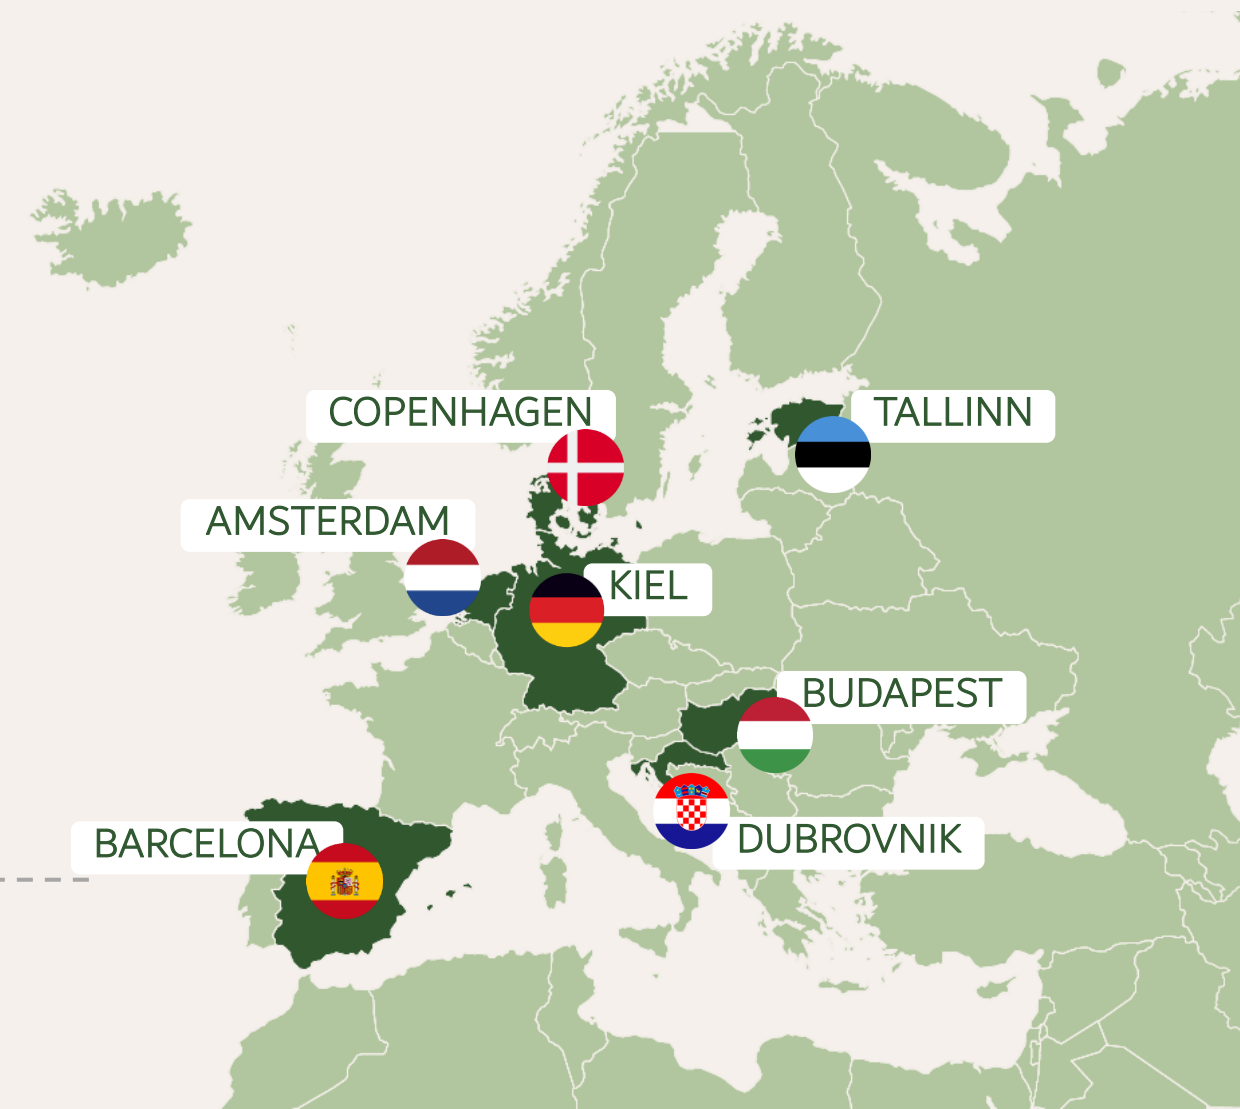 COPENHAGEN
TALLINN
AMSTERDAM
KIEL
BUDAPEST
DUBROVNIK
BARCELONA